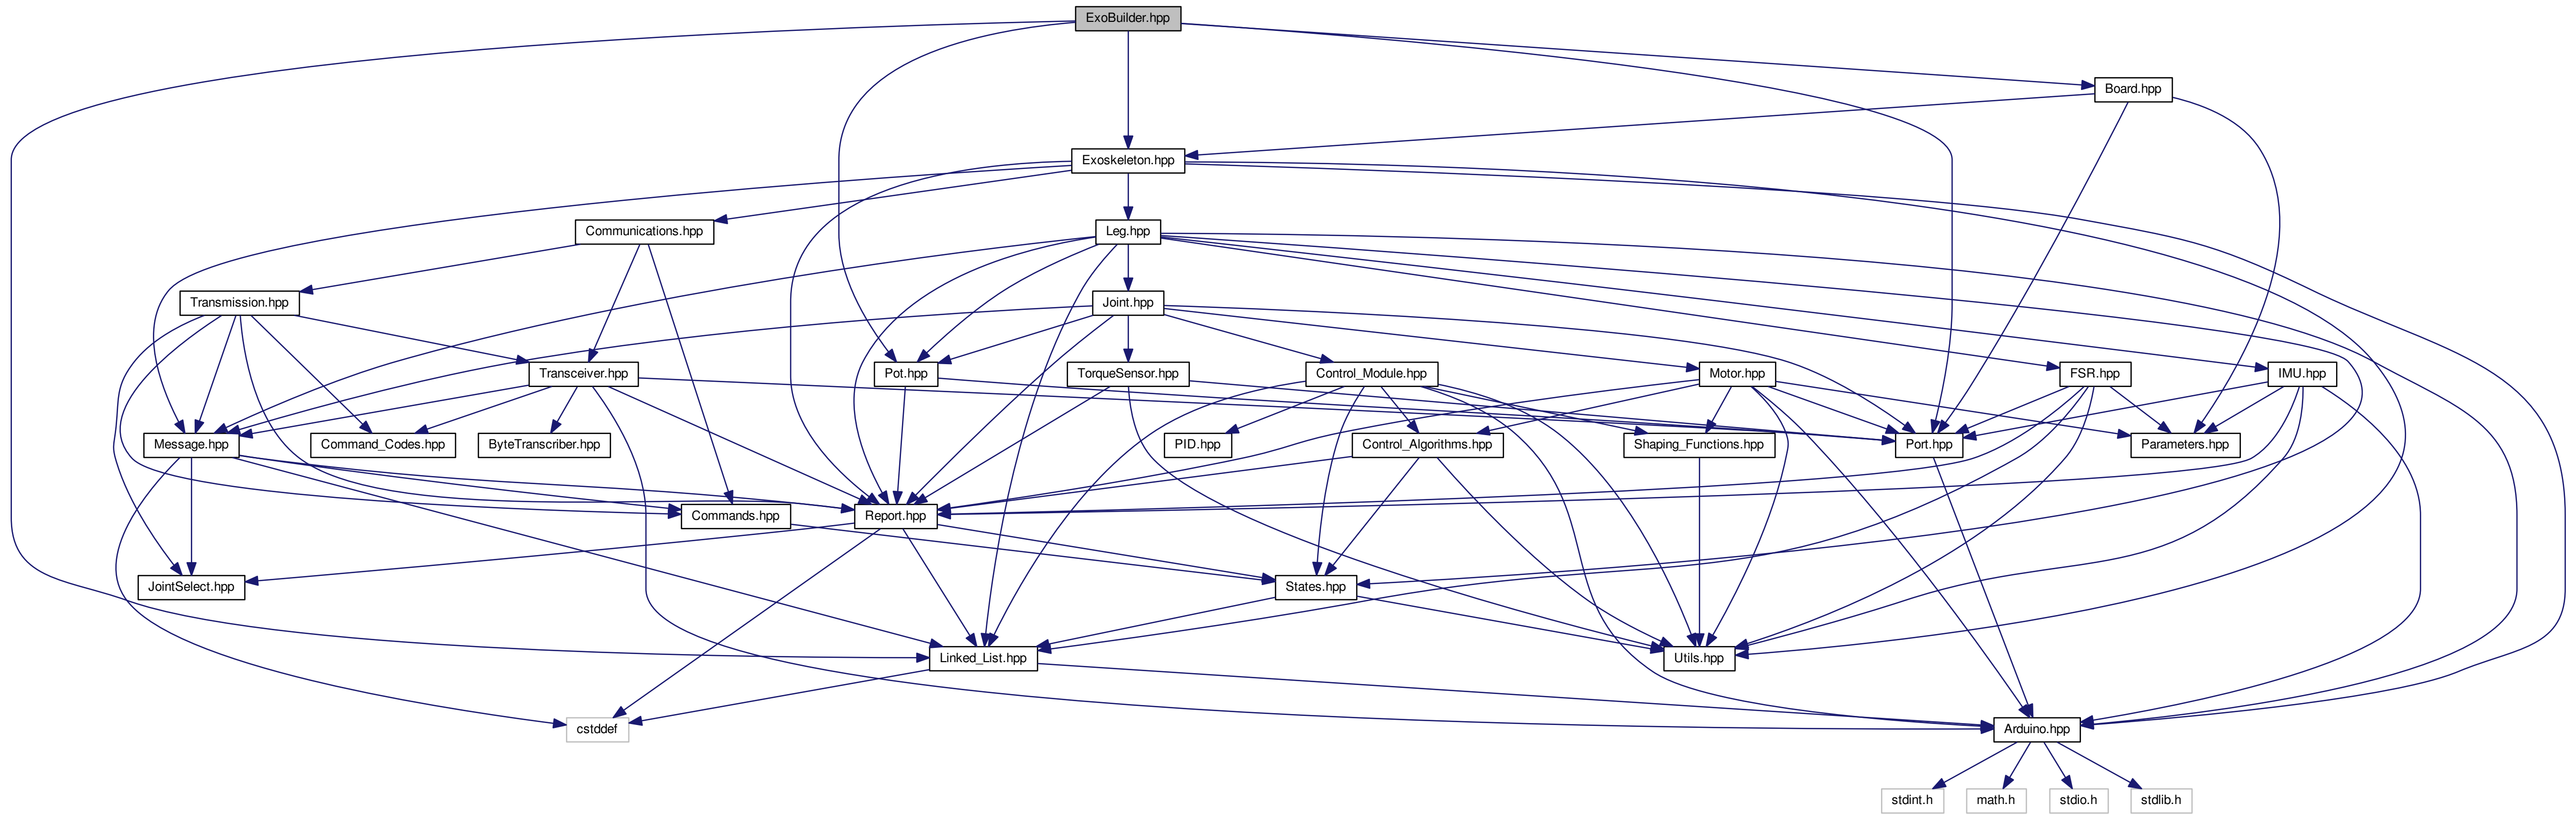 ExoBuilder.hpp
Board.hpp
Exoskeleton.hpp
Communications.hpp
Leg.hpp
Transmission.hpp
Joint.hpp
Transceiver.hpp
Pot.hpp
TorqueSensor.hpp
Control_Module.hpp
Motor.hpp
FSR.hpp
IMU.hpp
Message.hpp
Command_Codes.hpp
ByteTranscriber.hpp
PID.hpp
Control_Algorithms.hpp
Shaping_Functions.hpp
Port.hpp
Parameters.hpp
Commands.hpp
Report.hpp
JointSelect.hpp
States.hpp
Linked_List.hpp
Utils.hpp
cstddef
Arduino.hpp
stdint.h
math.h
stdio.h
stdlib.h